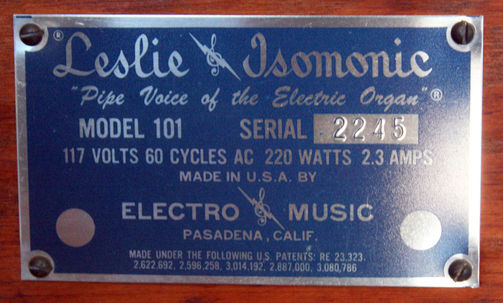 ® Leslie Isomonic
"Pipe Voice of the Electric Organ"®
MODEL 101 SERIAL 2245
117 VOLTS 60 CYCLES AC 220 WATTS 2.3 AMPS
MADE IN U.S.A. BY
ELECTRO MUSIC
PASADENA, CALIF.
MADE UNDER THE FOLLOWING U.S. PATENTS: RE 23,323.
2,622,692, 2,596,258, 3,014,192, 2,887,000, 3,080,786